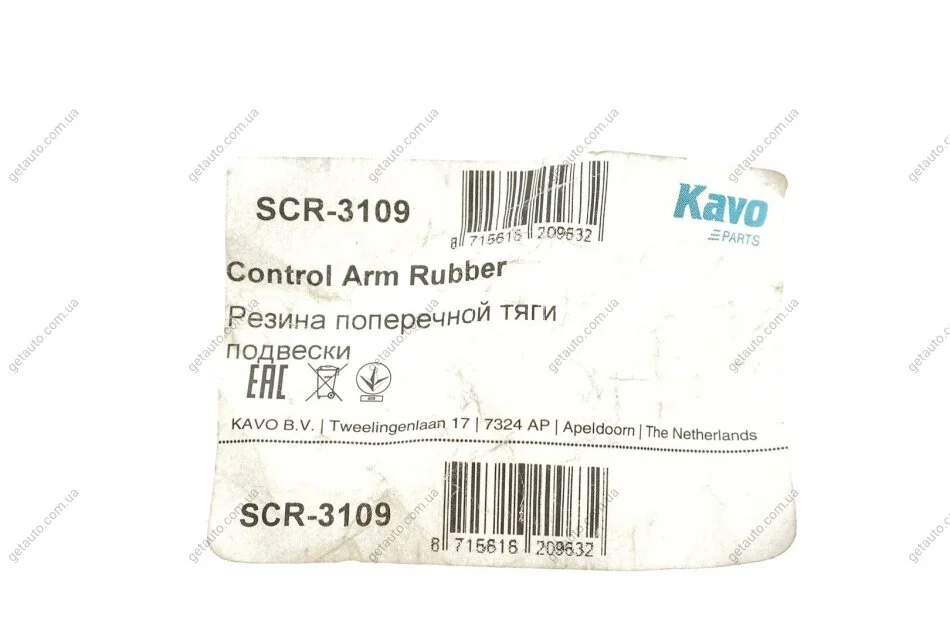 SCR-3109
8 715616 209632
Kavo
PARTS
Control Arm Rubber
Резина поперечной тяги
подвески
EAC
KAVO B.V. | Tweelingenlaan 17 | 7324 AP | Apeldoorn | The Netherlands
SCR-3109
8 715616 209632
getauto.com.ua